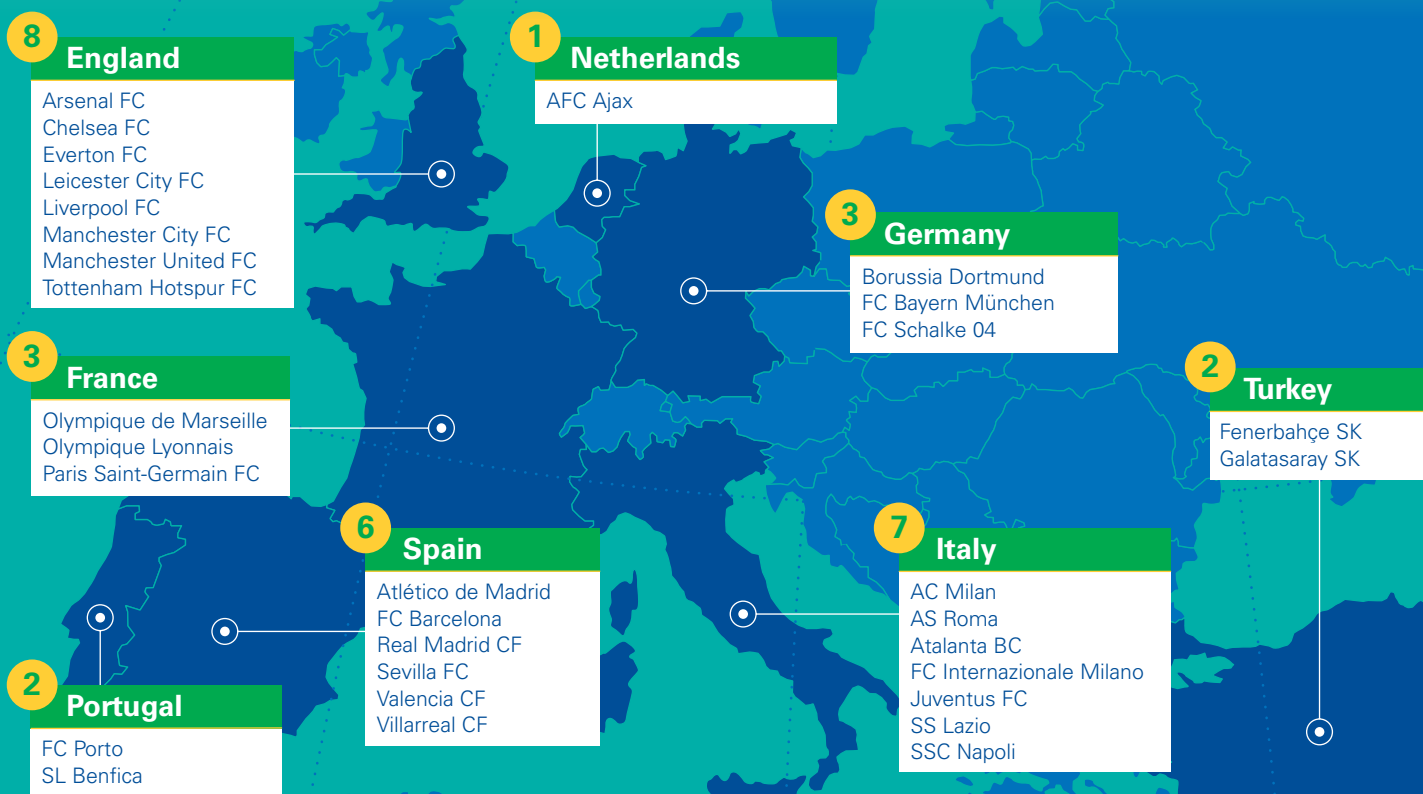 8
England
Arsenal FC
Chelsea FC
Everton FC
Leicester City FC
Liverpool FC
Manchester City FC
Manchester United FC
Tottenham Hotspur FC
1
Netherlands
AFC Ajax
3
Germany
Borussia Dortmund
FC Bayern München
FC Schalke 04
3
France
Olympique de Marseille
Olympique Lyonnais
Paris Saint-Germain FC
2
Turkey
Fenerbahçe SK
Galatasaray SK
6
Spain
Atlético de Madrid
FC Barcelona
Real Madrid CF
Sevilla FC
Valencia CF
Villarreal CF
7
Italy
AC Milan
AS Roma
Atalanta BC
FC Internazionale Milano
Juventus FC
SS Lazio
SSC Napoli
2
Portugal
FC Porto
SL Benfica